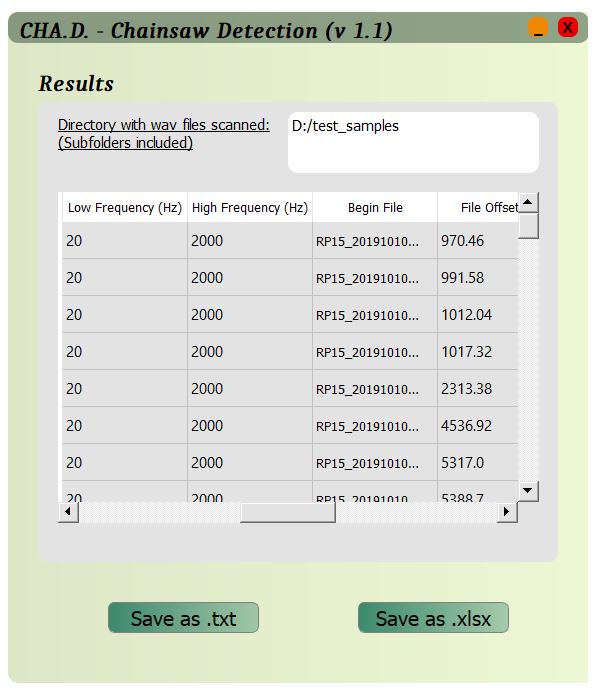 CHA.D. - Chainsaw Detection (v 1.1) - X
Results
Directory with wav files scanned: D:/test_samples
(Subfolders included)
Low Frequency (Hz) High Frequency (Hz) Begin File File Offset
20 2000 RP15_20191010... 970.46
20 2000 RP15_20191010... 991.58
20 2000 RP15_20191010... 1012.04
20 2000 RP15_20191010... 1017.32
20 2000 RP15_20191010... 2313.38
20 2000 RP15_20191010... 4536.92
20 2000 RP15_20191010... 5317.0
20 2000 RP15_20191010... 5388.7
Save as .txt Save as .xlsx